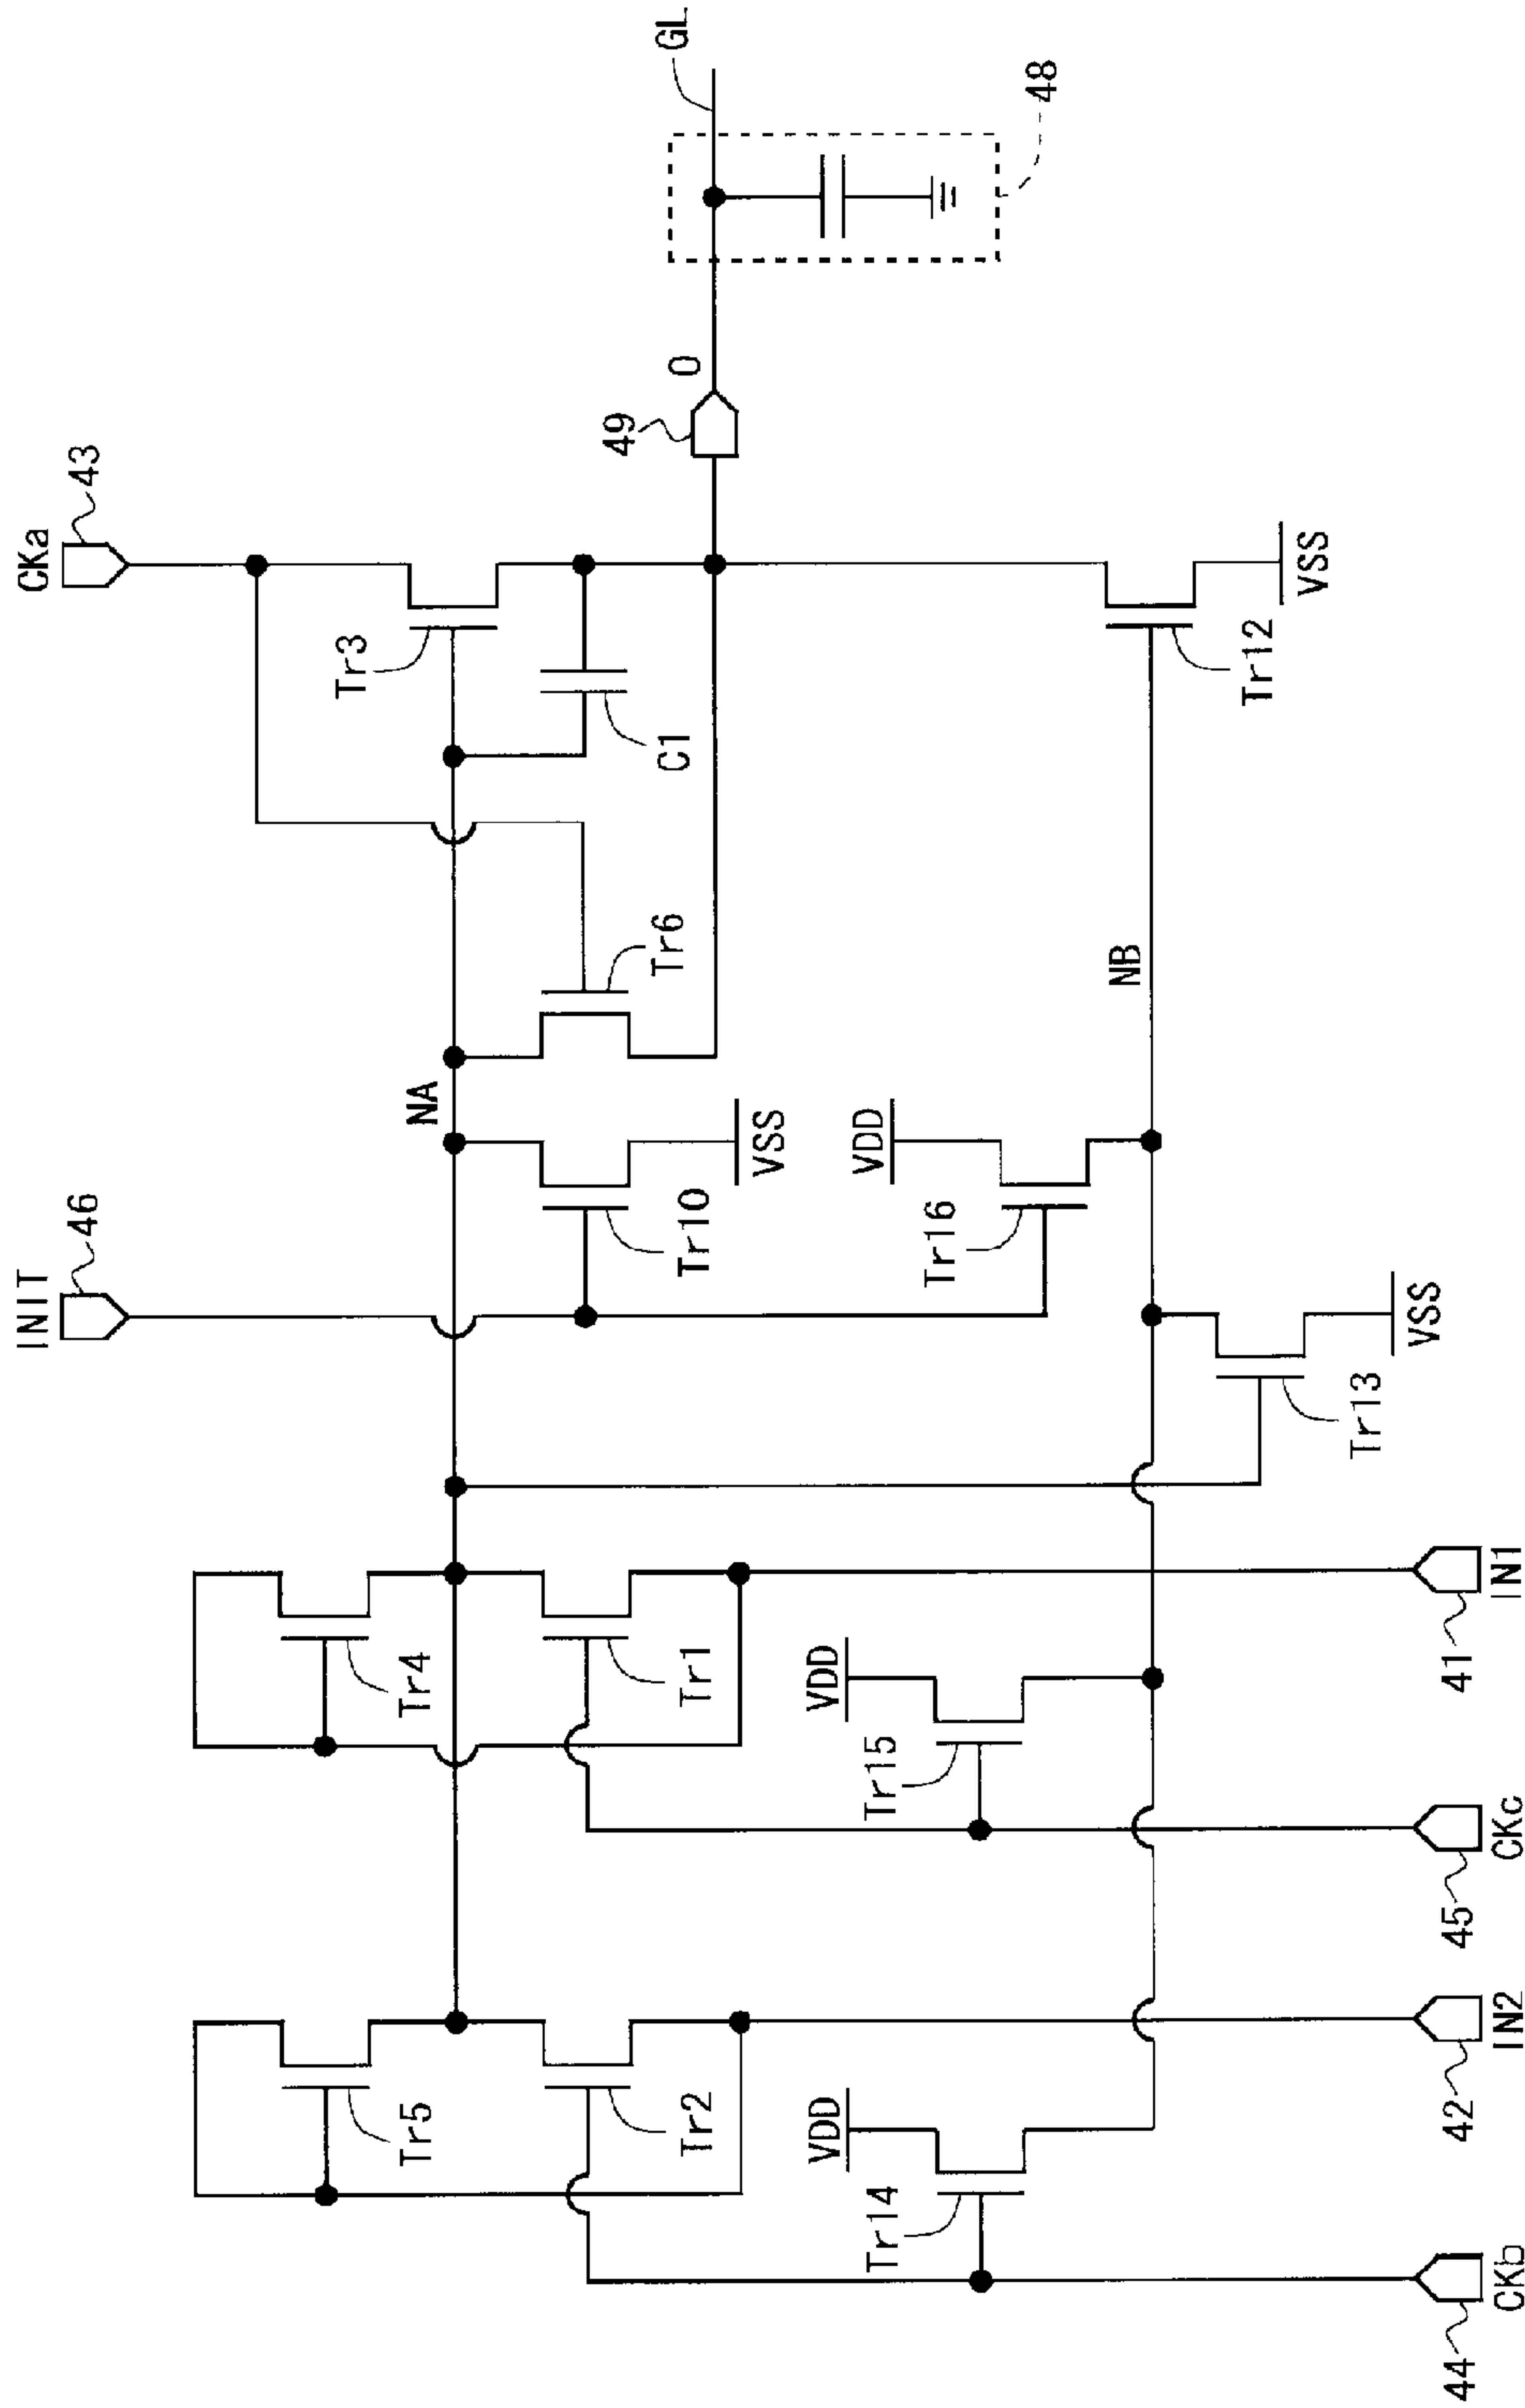 INIT
46
CKa
43
NA
Tr5
Tr4
Tr10
Tr6
Tr3
C1
49
O
GL
Tr2
Tr1
VSS
48
VDD
VDD
VDD
Tr14
Tr15
Tr16
NB
Tr13
VSS
Tr12
VSS
44
42
45
41
CKb
IN2
CKc
IN1